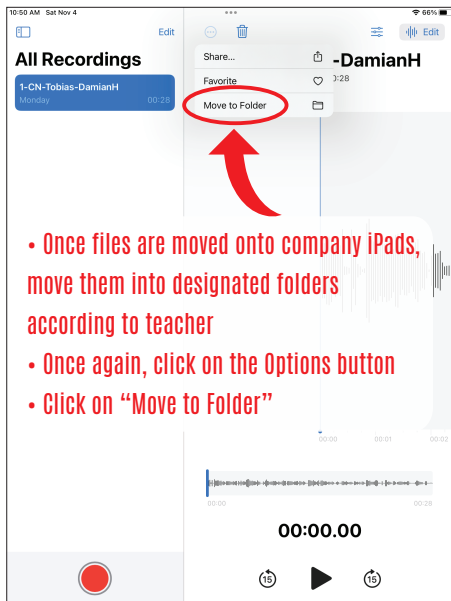 10:50 AM Sat Nov 4
66%
Edit
Edit
All Recordings
Share...
-DamianH
1-CN-Tobias-DamianH
Favorite
0:28
Monday
00:28
Move to Folder
• Once files are moved onto company iPads,
move them into designated folders
according to teacher
• Once again, click on the Options button
• Click on “Move to Folder”
00:00
00:01
00:02
00:00
00:28
00:00.00
15
15